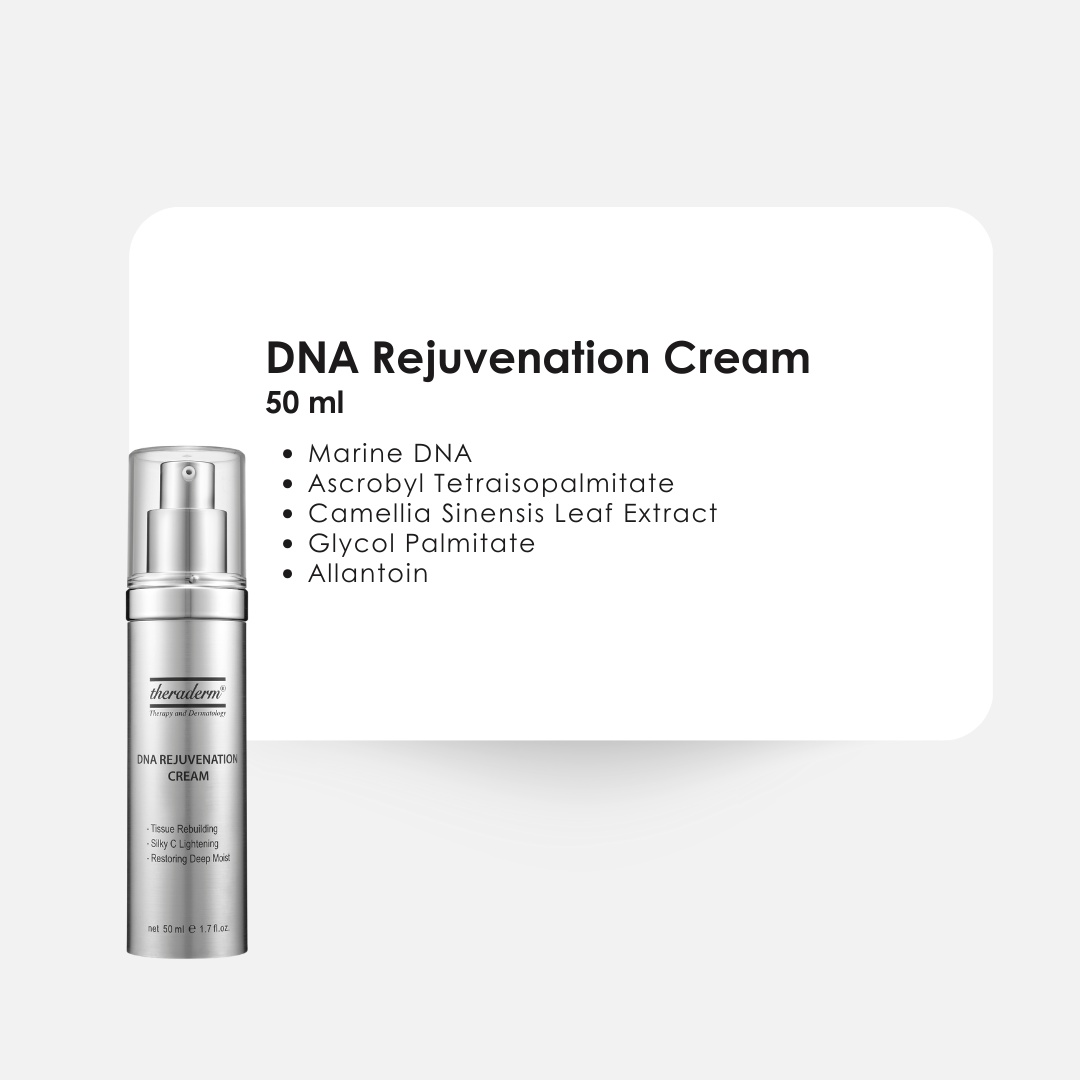 DNA Rejuvenation Cream
50 ml
• Marine DNA
• Ascrobyl Tetraisopalmitate
• Camellia Sinensis Leaf Extract
• Glycol Palmitate
• Allantoin
theraderm®
Therapy and Dermatology
DNA REJUVENATION
CREAM
- Tissue Rebuilding
- Silky C Lightening
- Restoring Deep Moist
net 50 ml ℮ 1.7 fl.oz.